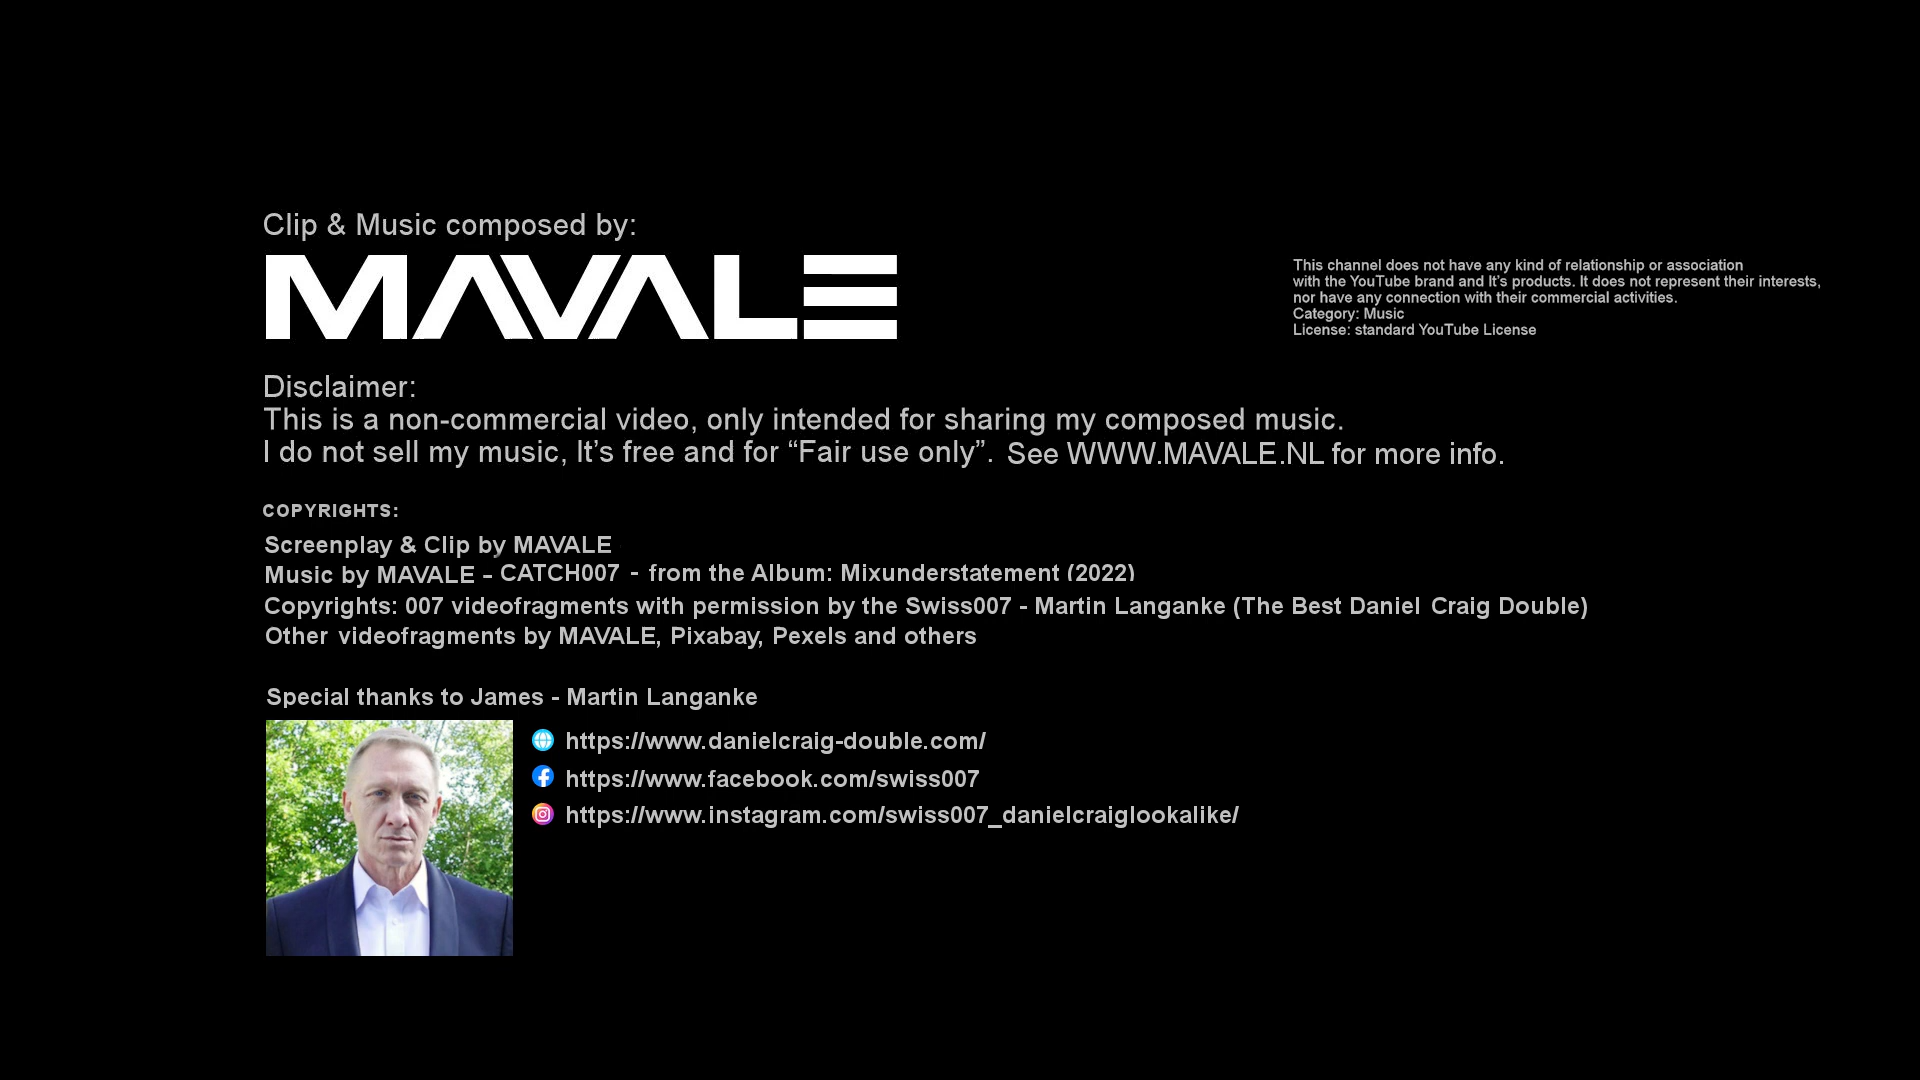 Clip & Music composed by:
MAVALE
This channel does not have any kind of relationship or association
with the YouTube brand and It's products. It does not represent their interests,
nor have any connection with their commercial activities.
Category: Music
License: standard YouTube License
Disclaimer:
This is a non-commercial video, only intended for sharing my composed music.
I do not sell my music, It's free and for “Fair use only”. See WWW.MAVALE.NL for more info.
COPYRIGHTS:
Screenplay & Clip by MAVALE
Music by MAVALE - CATCH007 - from the Album: Mixunderstatement (2022)
Copyrights: 007 videofragments with permission by the Swiss007 - Martin Langanke (The Best Daniel Craig Double)
Other videofragments by MAVALE, Pixabay, Pexels and others
Special thanks to James - Martin Langanke
https://www.danielcraig-double.com/
https://www.facebook.com/swiss007
https://www.instagram.com/swiss007_danielcraiglookalike/